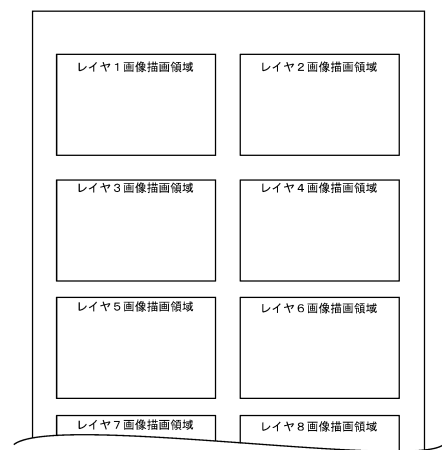 レイヤ１画像描画領域
レイヤ２画像描画領域
レイヤ３画像描画領域
レイヤ４画像描画領域
レイヤ５画像描画領域
レイヤ６画像描画領域
レイヤ７画像描画領域
レイヤ８画像描画領域